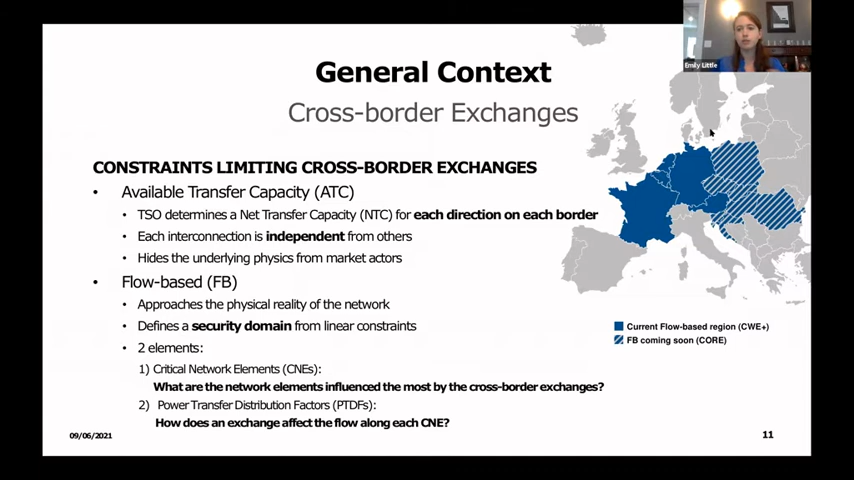 Emily Little
General Context
Cross-border Exchanges
CONSTRAINTS LIMITING CROSS-BORDER EXCHANGES
• Available Transfer Capacity (ATC)
• TSO determines a Net Transfer Capacity (NTC) for each direction on each border
• Each interconnection is independent from others
• Hides the underlying physics from market actors
• Flow-based (FB)
• Approaches the physical reality of the network
• Defines a security domain from linear constraints
• 2 elements:
1) Critical Network Elements (CNEs):
What are the network elements influenced the most by the cross-border exchanges?
2) Power Transfer Distribution Factors (PTDFs):
How does an exchange affect the flow along each CNE?
Current Flow-based region (CWE+)
FB coming soon (CORE)
09/06/2021
11